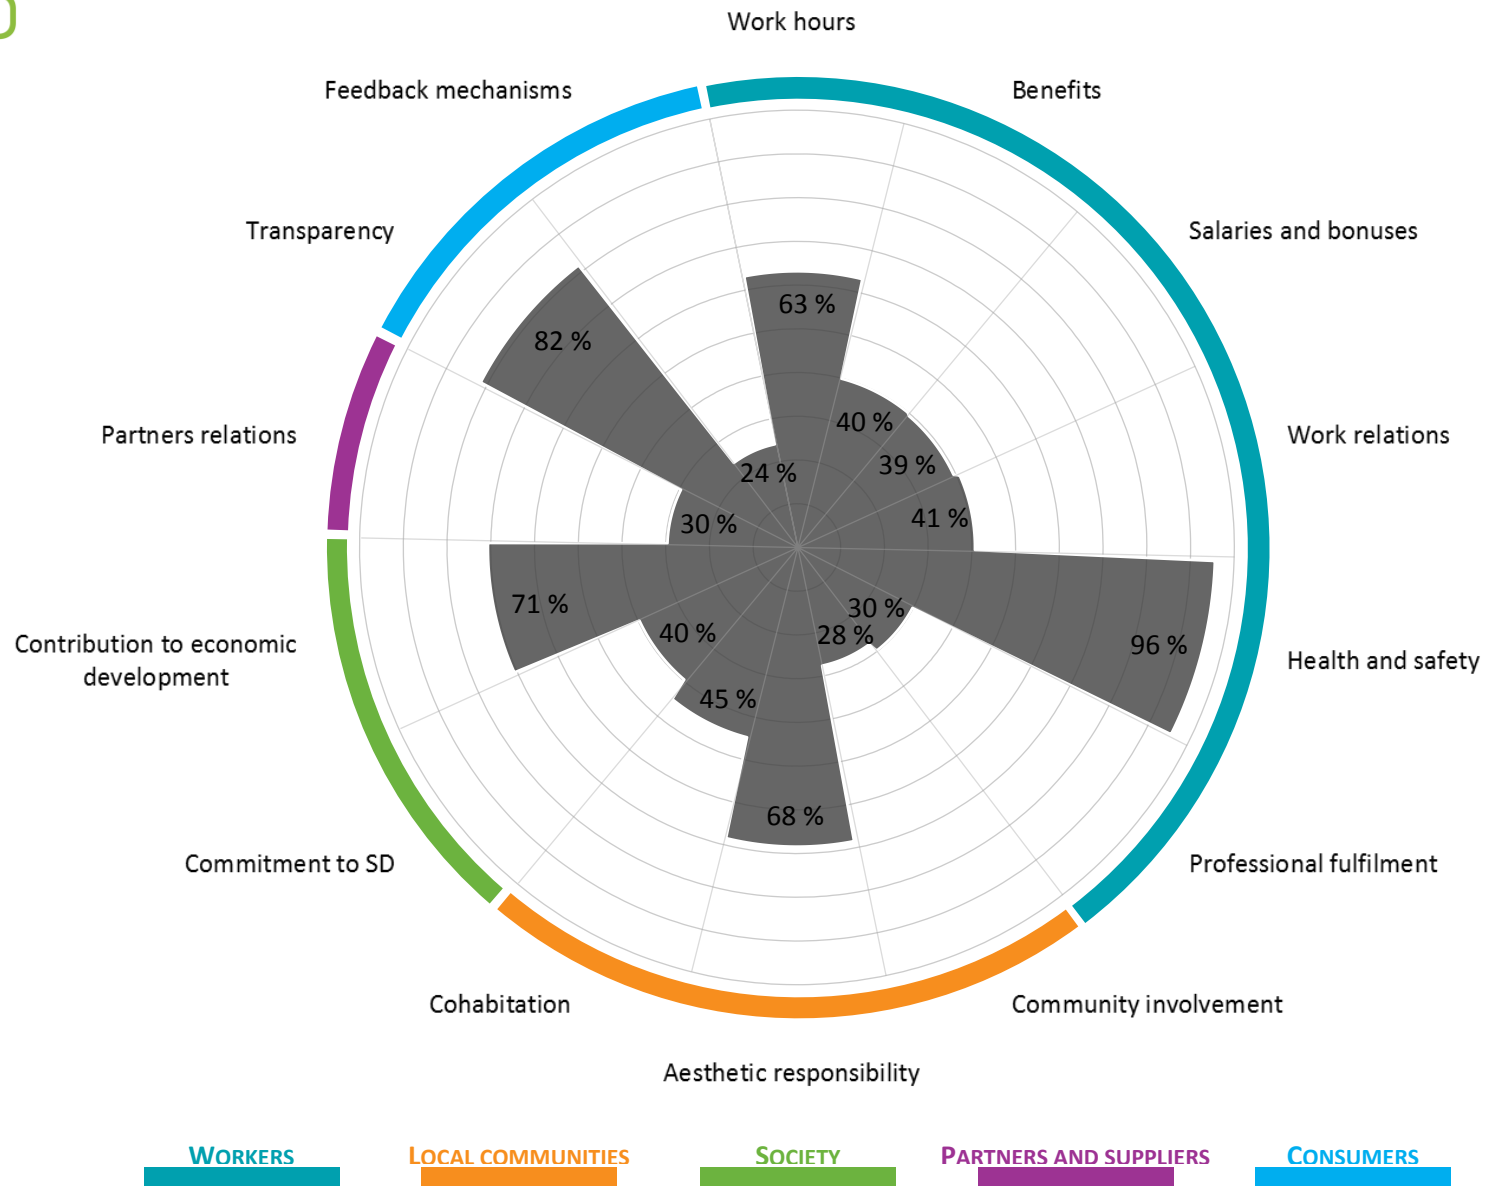 Work hours
Feedback mechanisms
Benefits
Transparency
Salaries and bonuses
63 %
82 %
40 %
Partners relations
Work relations
39 %
24 %
41 %
30 %
71 %
30 %
40 %
28 %
96 %
Contribution to economic
development
Health and safety
45 %
68 %
Commitment to SD
Professional fulfilment
Cohabitation
Community involvement
Aesthetic responsibility
WORKERS
LOCAL COMMUNITIES
SOCIETY
PARTNERS AND SUPPLIERS
CONSUMERS